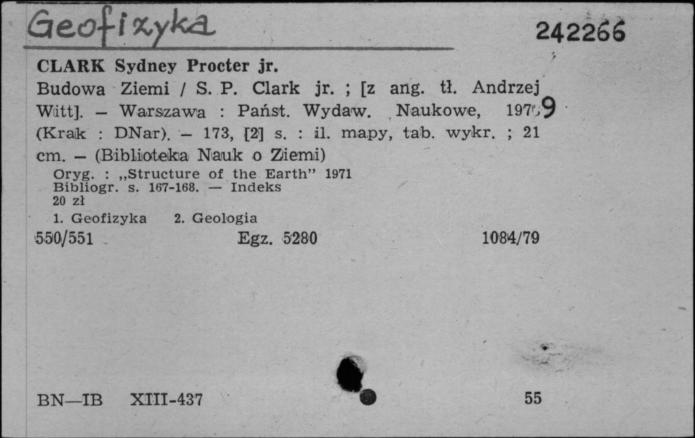 Geofizyka
242266
CLARK Sydney Procter jr.
Budowa Ziemi / S. P. Clark jr. ; [z ang. tł. Andrzej
Witt]. — Warszawa : Państ. Wydaw. Naukowe, 1979
(Krak : DNar). — 173, [2] s. : il. mapy, tab. wykr. ; 21
cm. — (Biblioteka Nauk o Ziemi)
Oryg. : „Structure of the Earth" 1971
Bibliogr. s. 167-168. — Indeks
20 zł
1. Geofizyka 2. Geologia
550/551 Egz. 5280 1084/79
BN—IB XIII-437 55